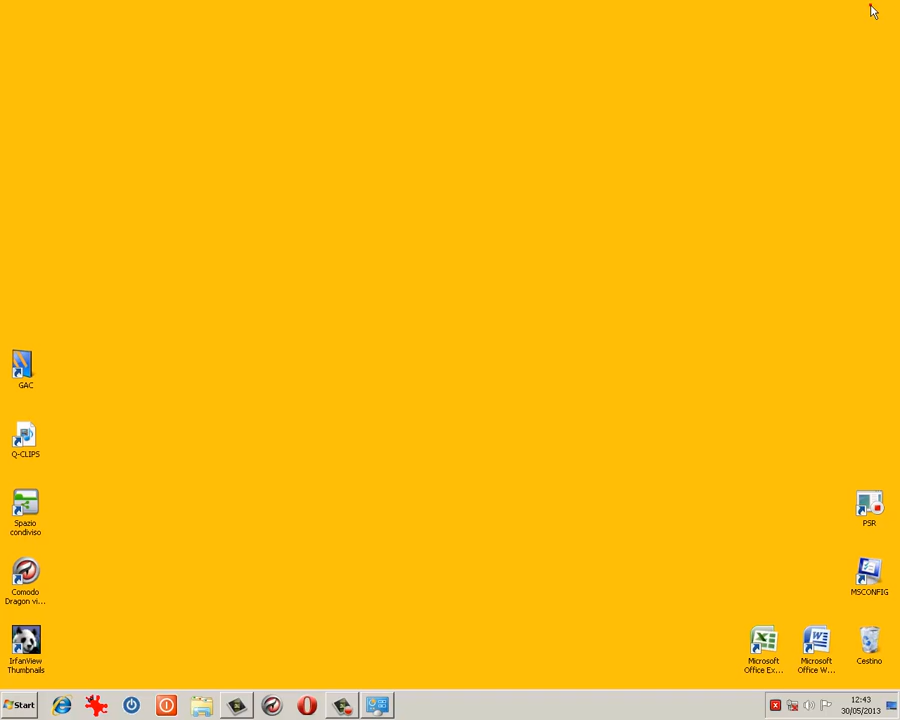 GAC
Q-CLIPS
Spazio
condiviso
PSR
Comodo
Dragon vi...
MSCONFIG
IrfanView
Thumbnails
Microsoft
Office Ex...
Microsoft
Office W...
Cestino
Start
12:43
30/05/2013